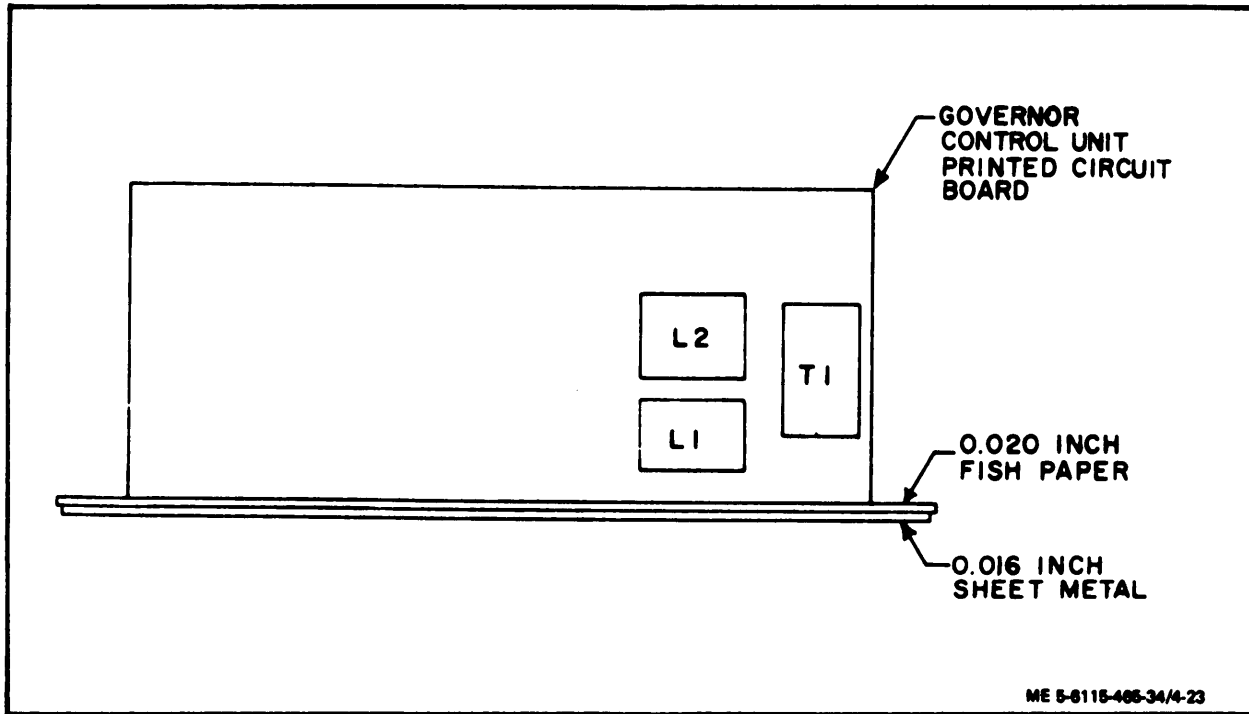 GOVERNOR
CONTROL UNIT
PRINTED CIRCUIT
BOARD
L2
T1
L1
0.020 INCH
FISH PAPER
0.016 INCH
SHEET METAL
ME 5-6115-465-34/4-23